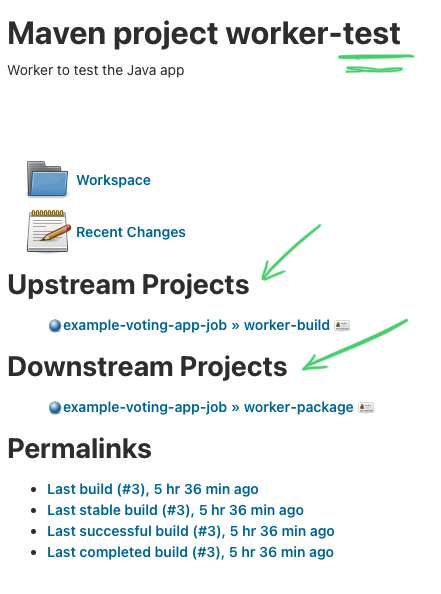 Maven project worker-test
Worker to test the Java app
Workspace
Recent Changes
Upstream Projects
example-voting-app-job » worker-build
Downstream Projects
example-voting-app-job » worker-package
Permalinks
Last build (#3), 5 hr 36 min ago
Last stable build (#3), 5 hr 36 min ago
Last successful build (#3), 5 hr 36 min ago
Last completed build (#3), 5 hr 36 min ago